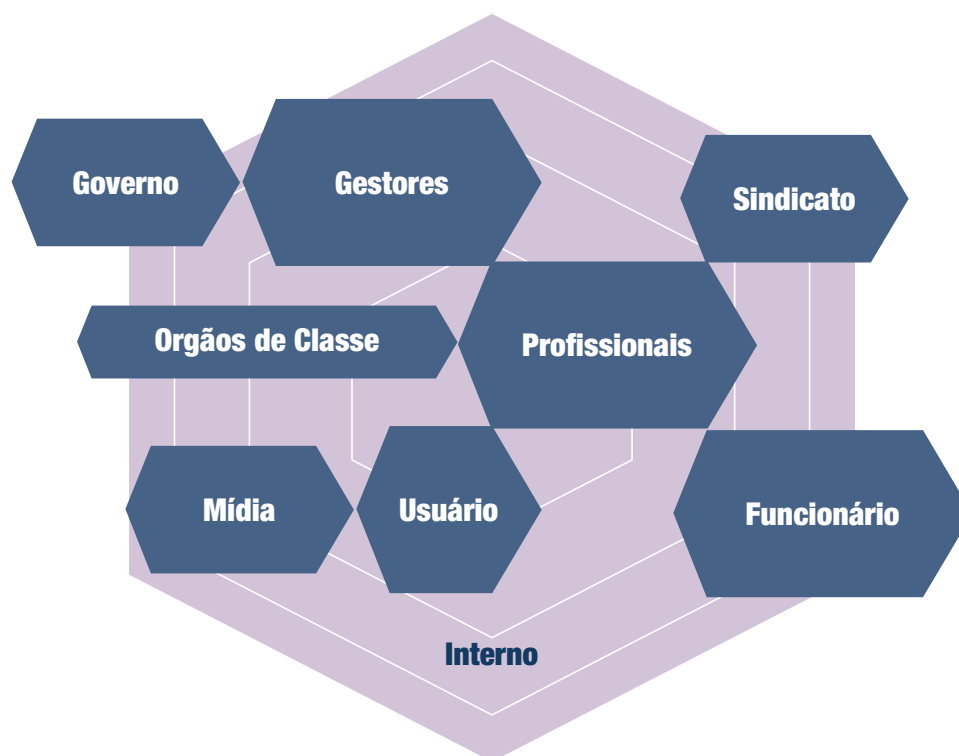 Governo
Gestores
Sindicato
Orgãos de Classe
Profissionais
Mídia
Usuário
Funcionário
Interno